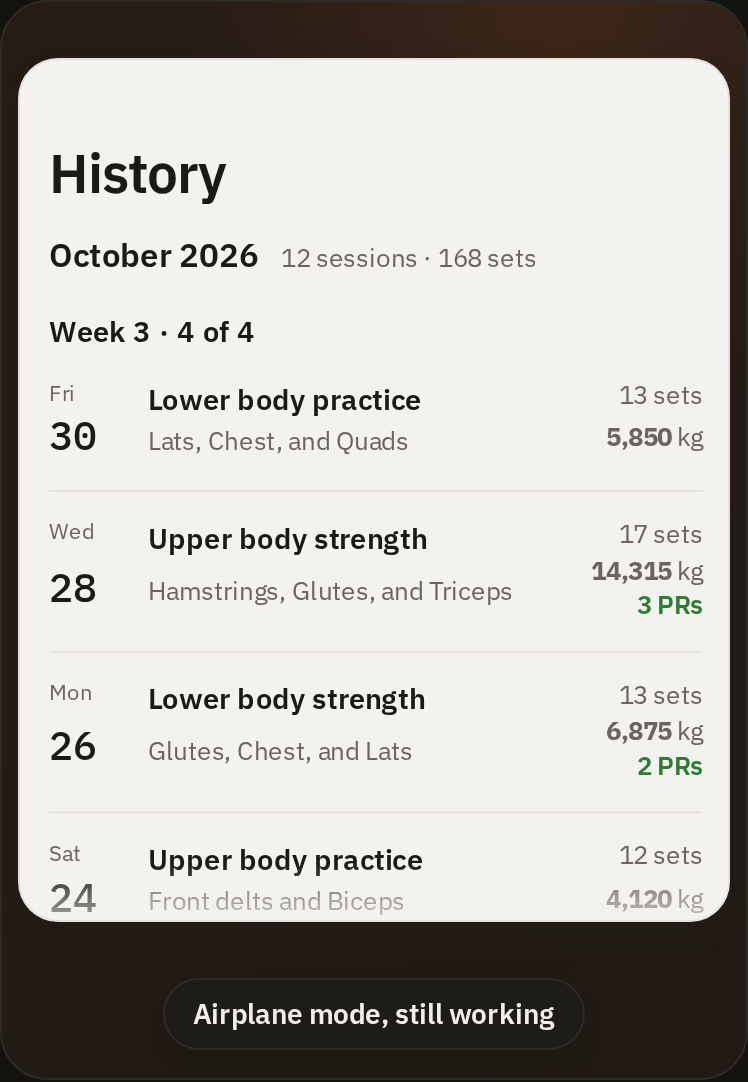 History
October 2026 12 sessions · 168 sets
Week 3 · 4 of 4
Fri
30
Lower body practice
Lats, Chest, and Quads
13 sets
5,850 kg
Wed
28
Upper body strength
Hamstrings, Glutes, and Triceps
17 sets
14,315 kg
3 PRs
Mon
26
Lower body strength
Glutes, Chest, and Lats
13 sets
6,875 kg
2 PRs
Sat
24
Upper body practice
Front delts and Biceps
12 sets
4,120 kg
Airplane mode, still working